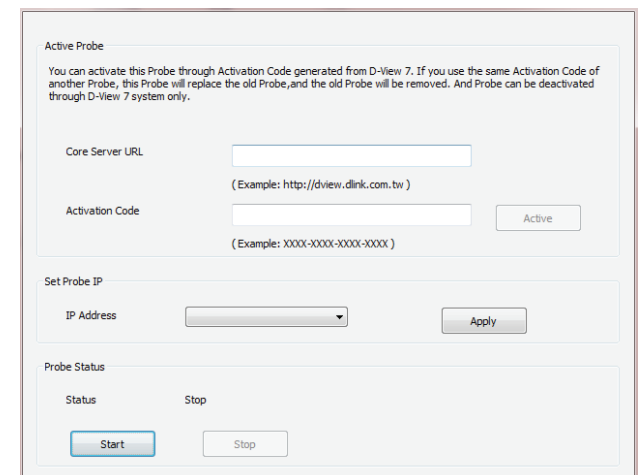 Active Probe
You can activate this Probe through Activation Code generated from D-View 7. If you use the same Activation Code of
another Probe, this Probe will replace the old Probe,and the old Probe will be removed. And Probe can be deactivated
through D-View 7 system only.
Core Server URL
( Example: http://dview.dlink.com.tw )
Activation Code
Active
( Example: XXXX-XXXX-XXXX-XXXX )
Set Probe IP
IP Address
Apply
Probe Status
Status Stop
Start Stop